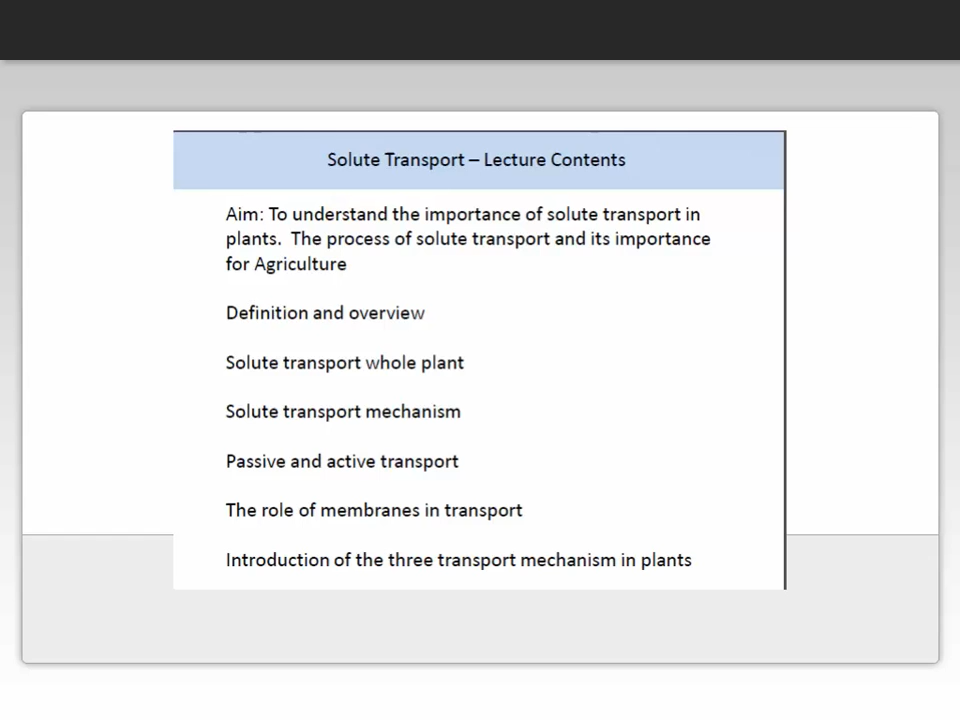 Solute Transport – Lecture Contents
Aim: To understand the importance of solute transport in
plants. The process of solute transport and its importance
for Agriculture
Definition and overview
Solute transport whole plant
Solute transport mechanism
Passive and active transport
The role of membranes in transport
Introduction of the three transport mechanism in plants